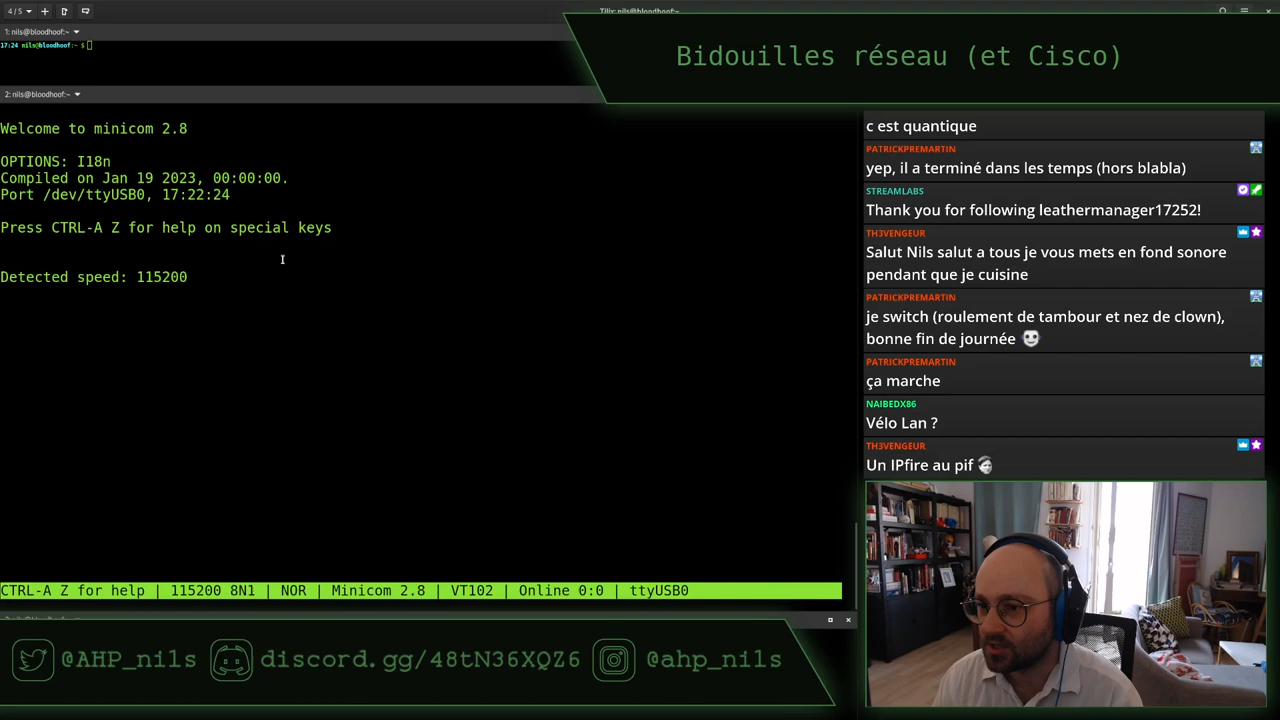 4 / 5
Tilix: nils@bloodhoof:~
1: nils@bloodhoof:~
17:24 nils@bloodhoof:~ $
Bidouilles réseau (et Cisco)
2: nils@bloodhoof:~
Welcome to minicom 2.8
OPTIONS: I18n
Compiled on Jan 19 2023, 00:00:00.
Port /dev/ttyUSB0, 17:22:24
Press CTRL-A Z for help on special keys
Detected speed: 115200
CTRL-A Z for help | 115200 8N1 | NOR | Minicom 2.8 | VT102 | Online 0:0 | ttyUSB0
c est quantique
PATRICKPREMARTIN
yep, il a terminé dans les temps (hors blabla)
STREAMLABS
Thank you for following leathermanager17252!
TH3VENGEUR
Salut Nils salut a tous je vous mets en fond sonore
pendant que je cuisine
PATRICKPREMARTIN
je switch (roulement de tambour et nez de clown),
bonne fin de journée
PATRICKPREMARTIN
ça marche
NAIBEDX86
Vélo Lan ?
TH3VENGEUR
Un IPfire au pif
@AHP_nils
discord.gg/48tN36XQZ6
@ahp_nils